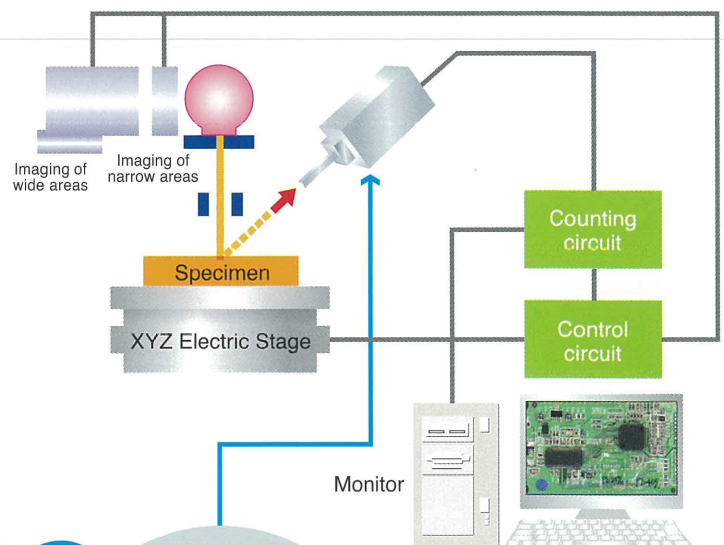 Imaging of
wide areas
Imaging of
narrow areas
Specimen
XYZ Electric Stage
Counting
circuit
Control
circuit
Monitor